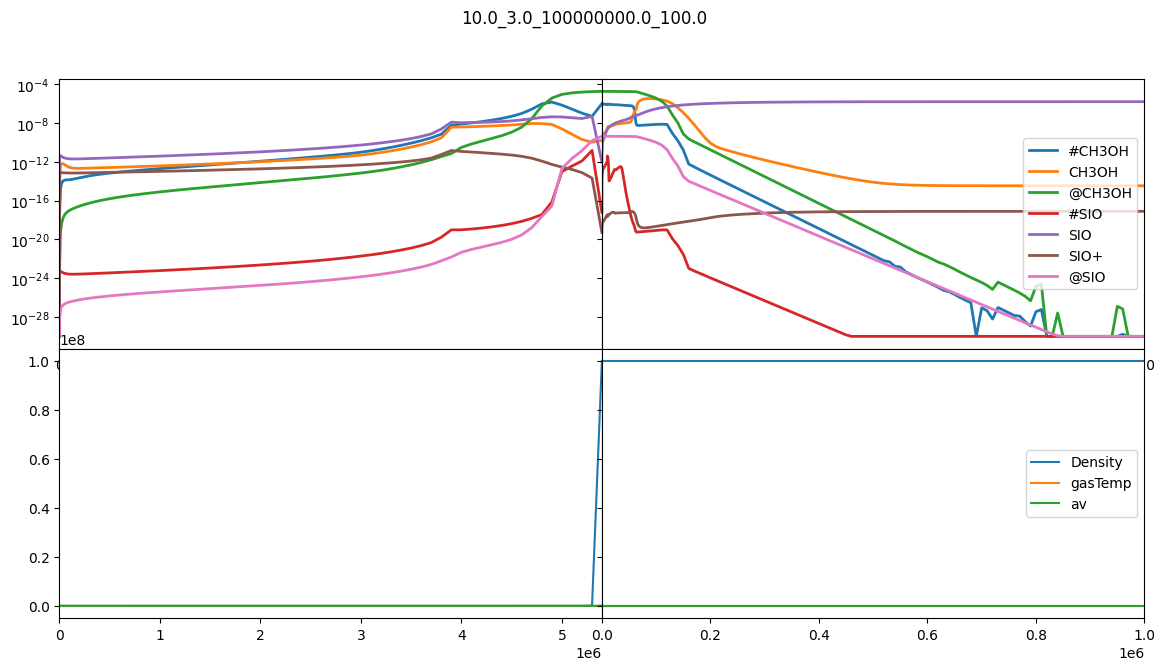 10.0_3.0_100000000.0_100.0
10⁻⁴
10⁻⁸
10⁻¹²
10⁻¹⁶
10⁻²⁰
10⁻²⁴
10⁻²⁸
#CH3OH
CH3OH
@CH3OH
#SIO
SIO
SIO+
@SIO
1e8
0
1.0
0.8
0.6
0.4
0.2
0.0
Density
gasTemp
av
0 1 2 3 4 5 0.0 0.2 0.4 0.6 0.8 1.0
1e6 1e6